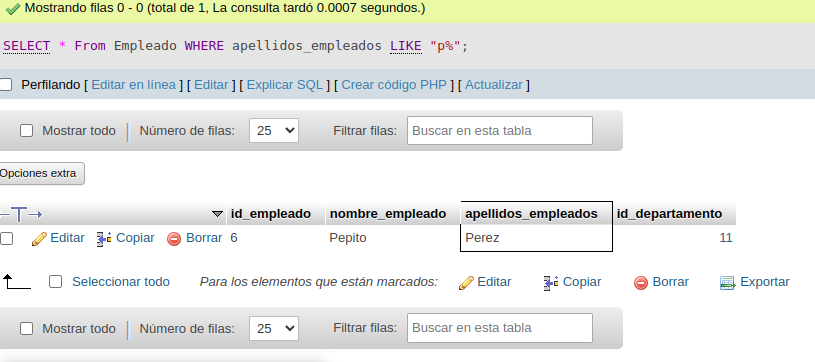 Mostrando filas 0 - 0 (total de 1, La consulta tardó 0.0007 segundos.)
SELECT * From Empleado WHERE apellidos_empleados LIKE "p%";
Perfilando [ Editar en línea ] [ Editar ] [ Explicar SQL ] [ Crear código PHP ] [ Actualizar ]
Mostrar todo | Número de filas: 25 Filtrar filas: Buscar en esta tabla
Opciones extra
id_empleado nombre_empleado apellidos_empleados id_departamento
Editar Copiar Borrar 6 Pepito Perez 11
Seleccionar todo Para los elementos que están marcados: Editar Copiar Borrar Exportar
Mostrar todo | Número de filas: 25 Filtrar filas: Buscar en esta tabla